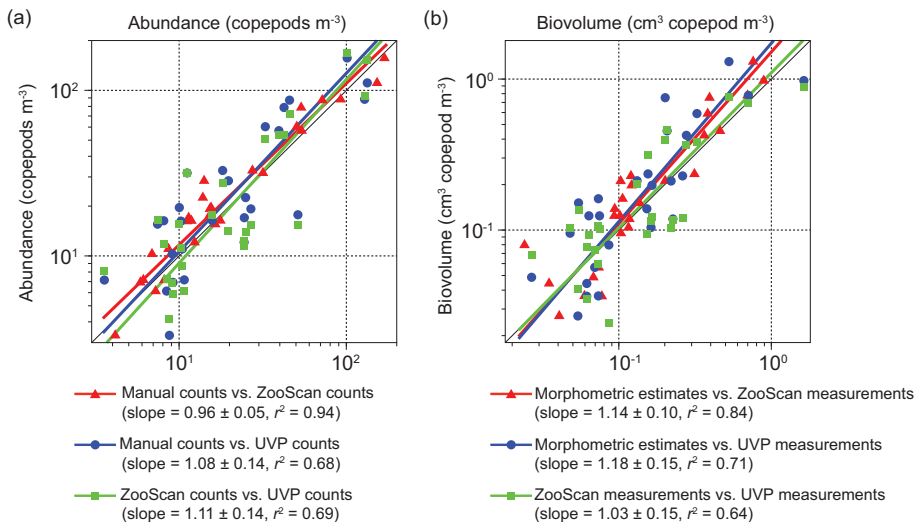 (a)
Abundance (copepods m⁻³)
Abundance (copepods m⁻³)
10²
10¹
10¹
10²
Manual counts vs. ZooScan counts
(slope = 0.96 ± 0.05, r² = 0.94)
Manual counts vs. UVP counts
(slope = 1.08 ± 0.14, r² = 0.68)
ZooScan counts vs. UVP counts
(slope = 1.11 ± 0.14, r² = 0.69)
(b)
Biovolume (cm³ copepod m⁻³)
Biovolume (cm³ copepod m⁻³)
10⁰
10⁻¹
10⁻¹
10⁰
Morphometric estimates vs. ZooScan measurements
(slope = 1.14 ± 0.10, r² = 0.84)
Morphometric estimates vs. UVP measurements
(slope = 1.18 ± 0.15, r² = 0.71)
ZooScan measurements vs. UVP measurements
(slope = 1.03 ± 0.15, r² = 0.64)